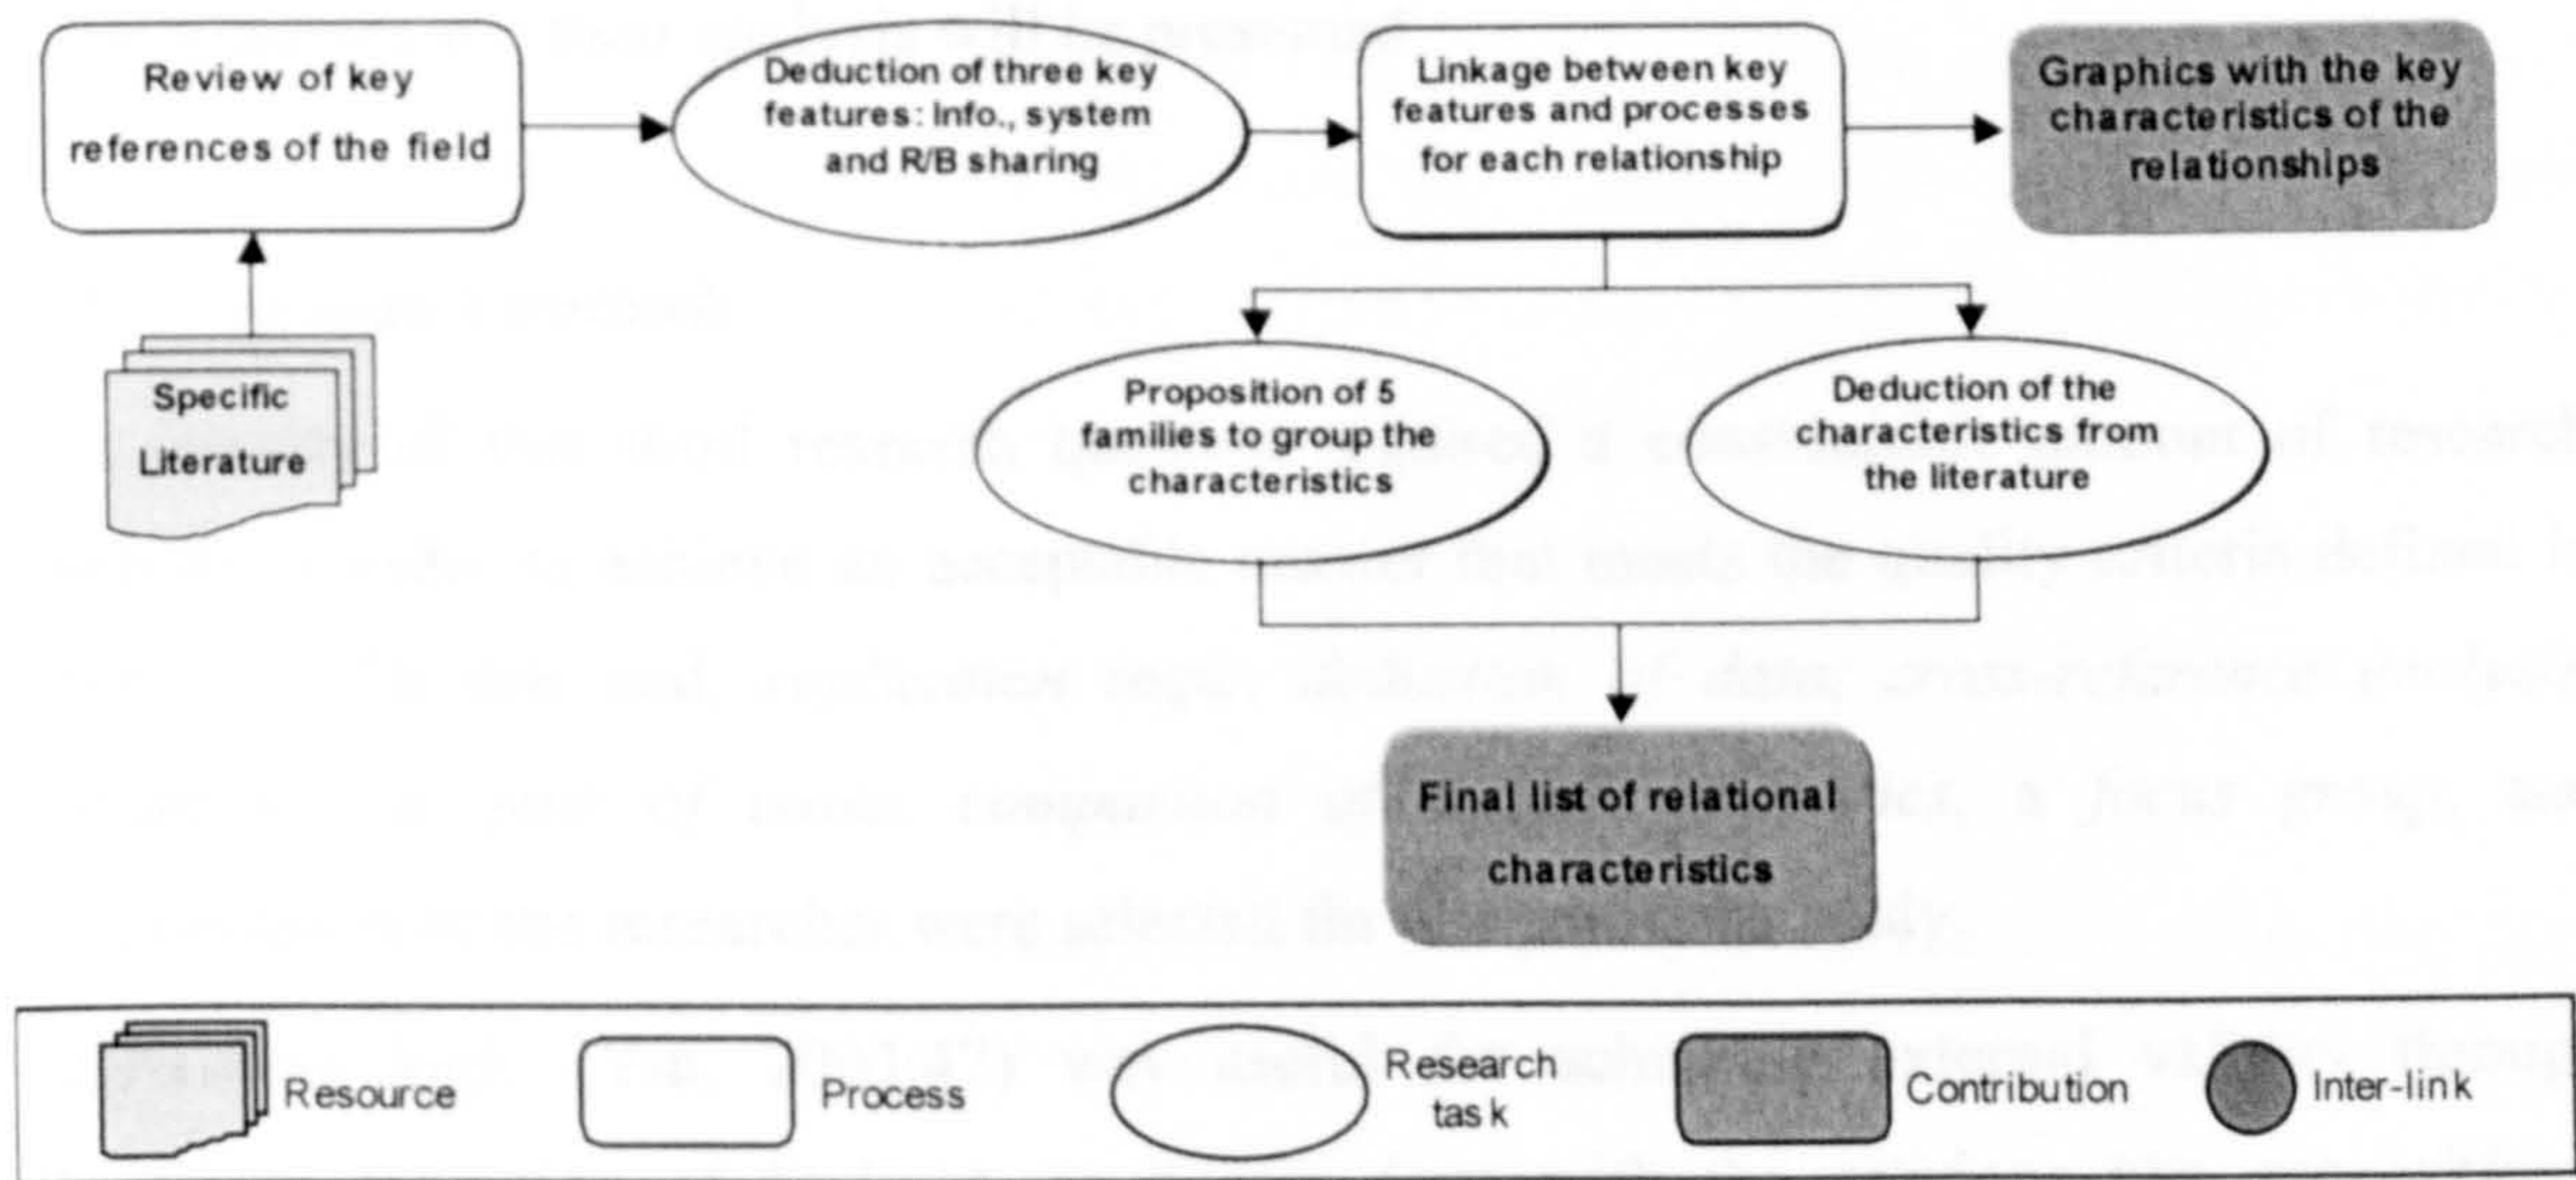 Review of key
references of the field
Deduction of three key
features: Info., system
and R/B sharing
Linkage between key
features and processes
for each relationship
Graphics with the key
characteristics of the
relationships
Specific
Literature
Proposition of 5
families to group the
characteristics
Deduction of the
characteristics from
the literature
Final list of relational
characteristics
Resource
Process
Research
task
Contribution
Inter-link